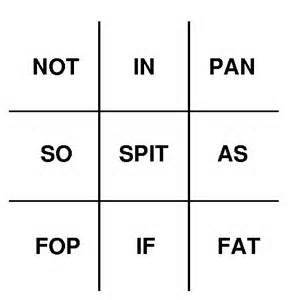 NOT IN PAN
SO SPIT AS
FOP IF FAT